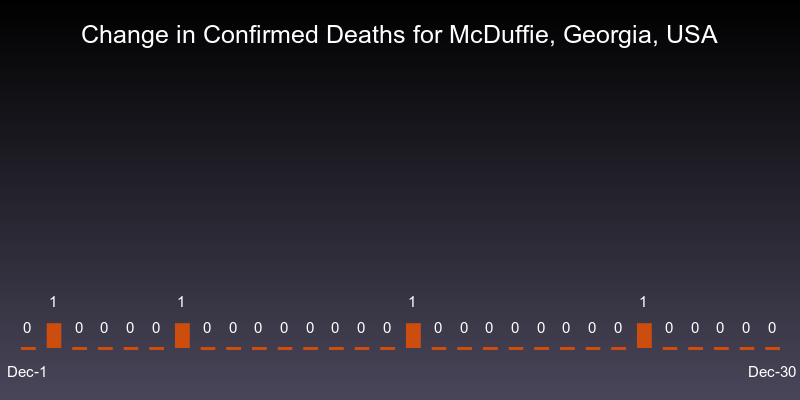 Change in Confirmed Deaths for McDuffie, Georgia, USA
1 1 1 1
0 0 0 0 0 0 0 0 0 0 0 0 0 0 0 0 0 0 0 0 0 0 0 0 0 0
Dec-1 Dec-30